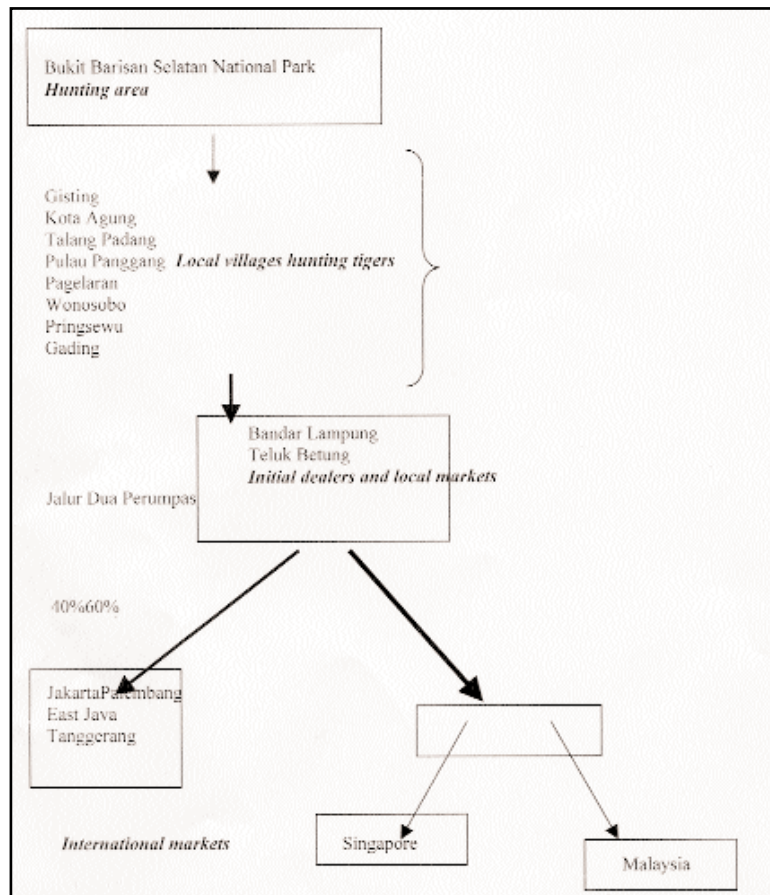 Bukit Barisan Selatan National Park
Hunting area
Gisting
Kota Agung
Talang Padang
Pulau Panggang Local villages hunting tigers
Pagelaran
Wonosobo
Pringsewu
Gading
Bandar Lampung
Teluk Betung
Initial dealers and local markets
Jalur Dua Perumpas
40%60%
JakartaPalembang
East Java
Tanggerang
International markets
Singapore
Malaysia